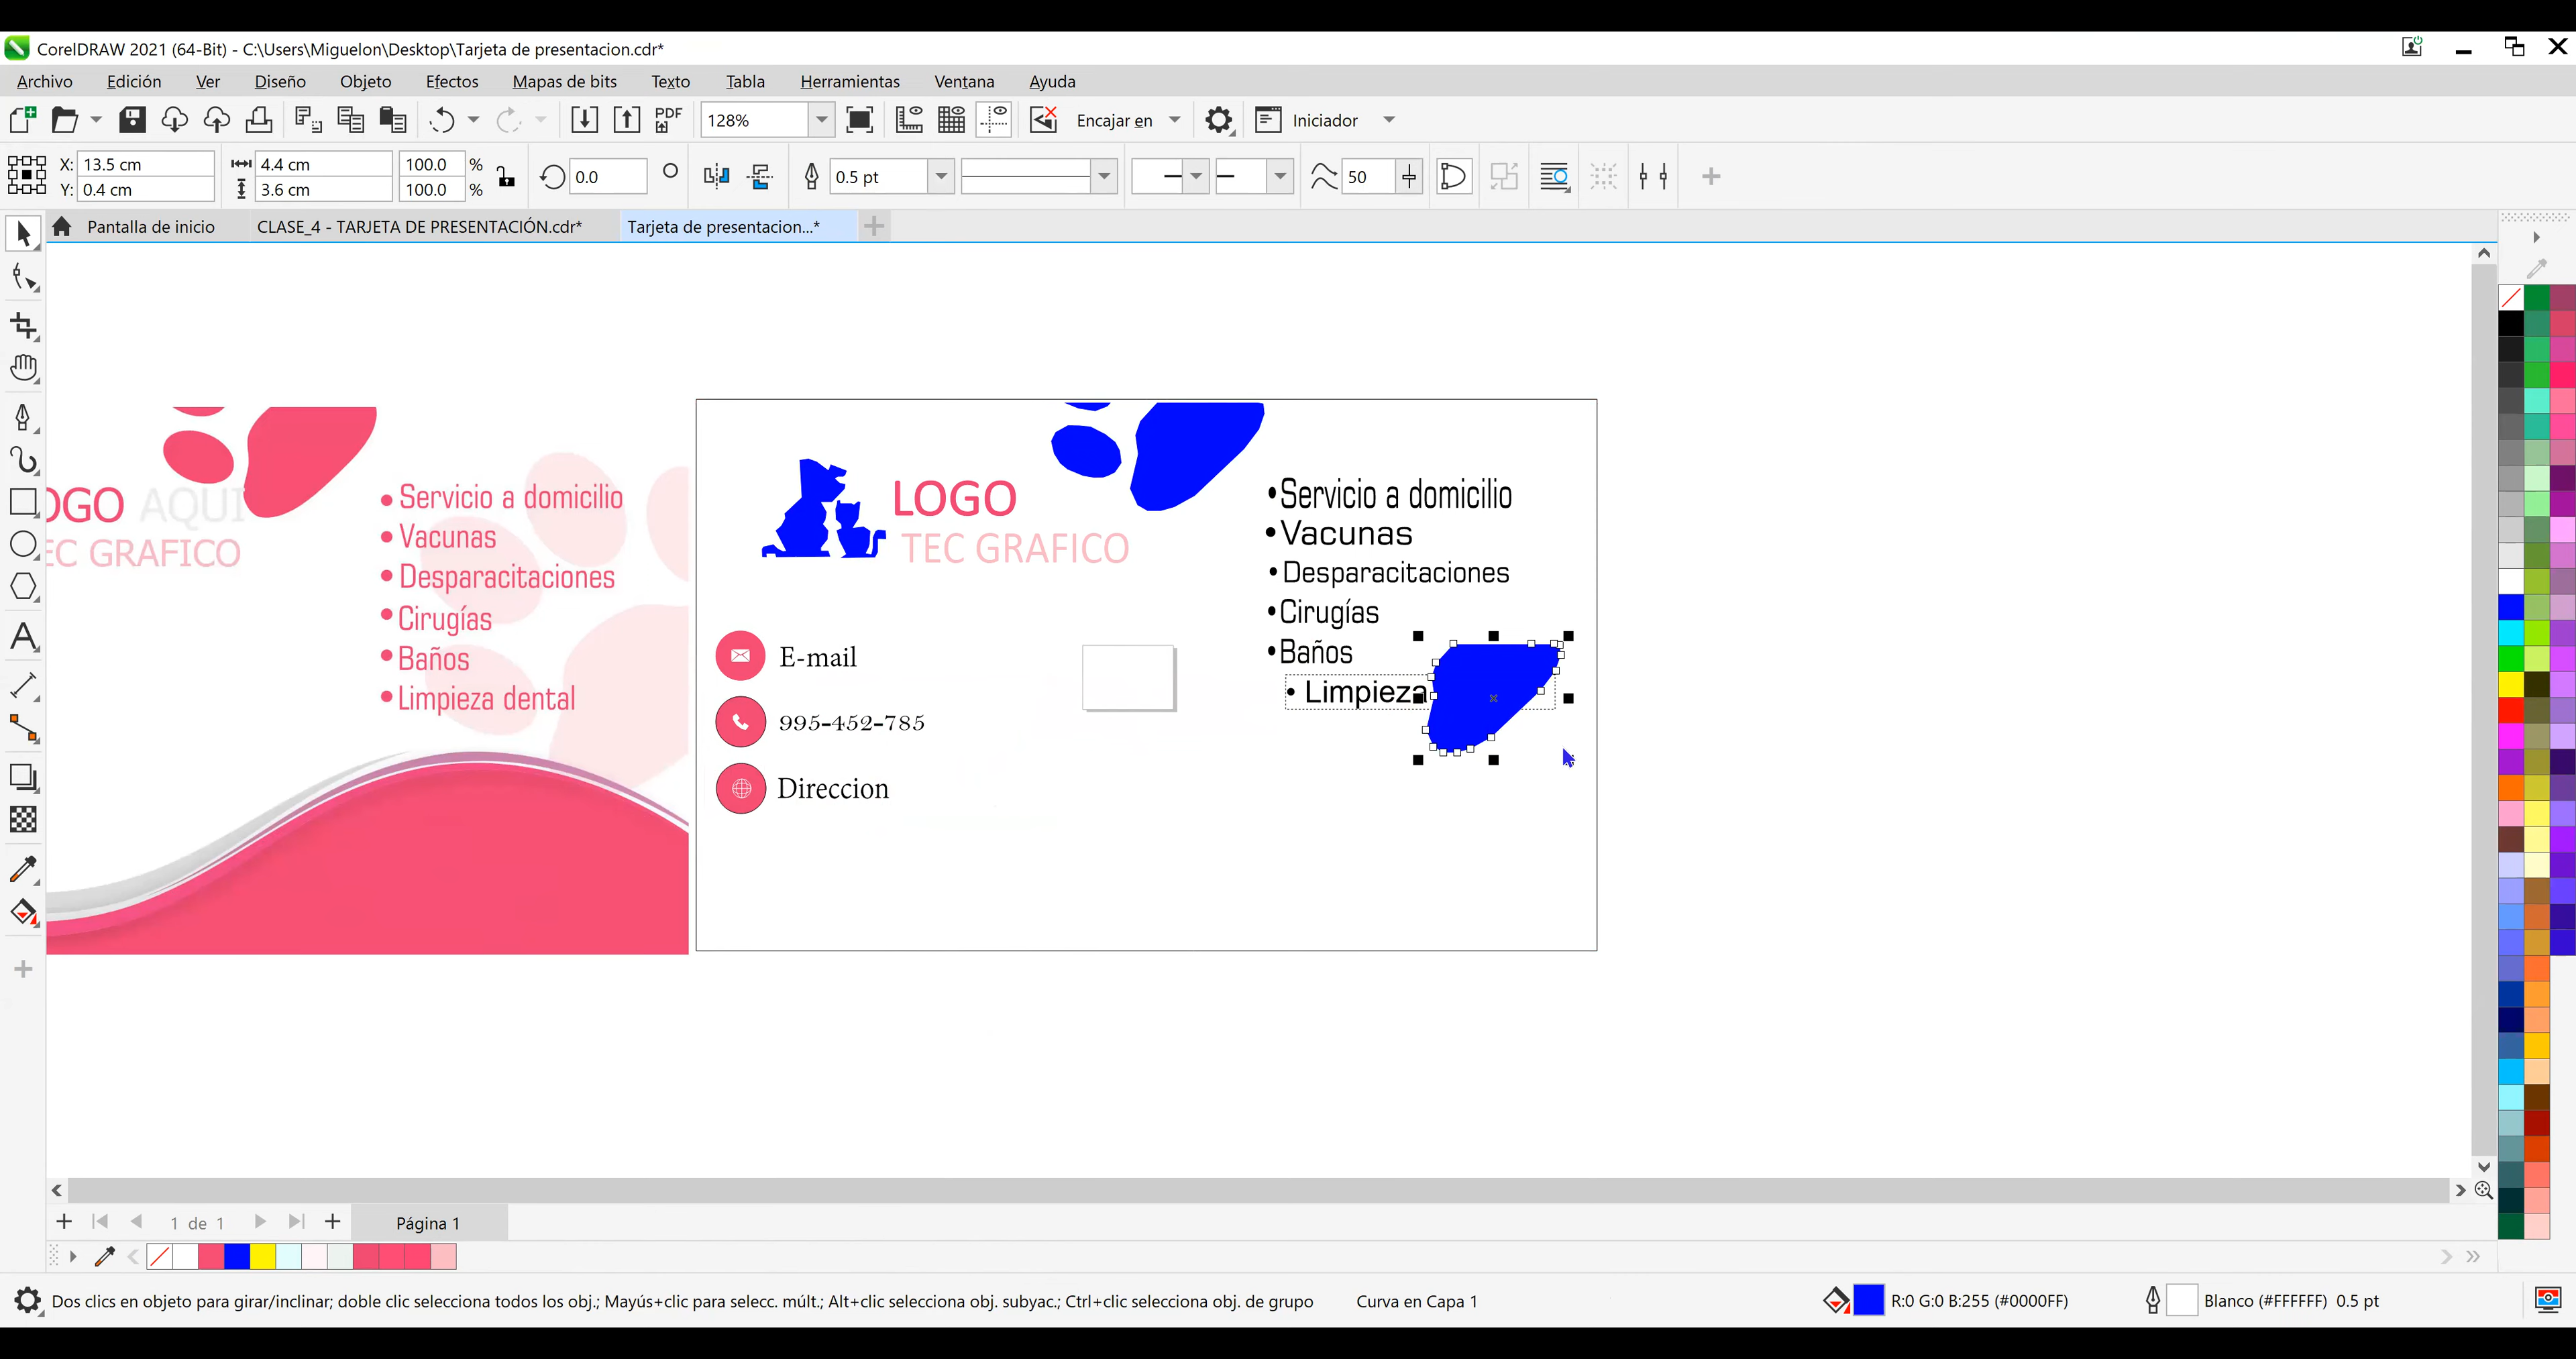 CorelDRAW 2021 (64-Bit) - C:\Users\Miguelon\Desktop\Tarjeta de presentacion.cdr*
Archivo Edición Ver Diseño Objeto Efectos Mapas de bits Texto Tabla Herramientas Ventana Ayuda
PDF 128% Encajar en Iniciador
X: 13.5 cm 4.4 cm 100.0 %
Y: 0.4 cm 3.6 cm 100.0 %
0.0 0.5 pt 50
Pantalla de inicio CLASE_4 - TARJETA DE PRESENTACIÓN.cdr* Tarjeta de presentacion...*
OGO AQUI
EC GRAFICO
• Servicio a domicilio
• Vacunas
• Desparacitaciones
• Cirugías
• Baños
• Limpieza dental
LOGO
TEC GRAFICO
E-mail
995-452-785
Direccion
•Servicio a domicilio
•Vacunas
•Desparacitaciones
•Cirugías
•Baños
• Limpieza
1 de 1 Página 1
Dos clics en objeto para girar/inclinar; doble clic selecciona todos los obj.; Mayús+clic para selecc. múlt.; Alt+clic selecciona obj. subyac.; Ctrl+clic selecciona obj. de grupo Curva en Capa 1 R:0 G:0 B:255 (#0000FF) Blanco (#FFFFFF) 0.5 pt